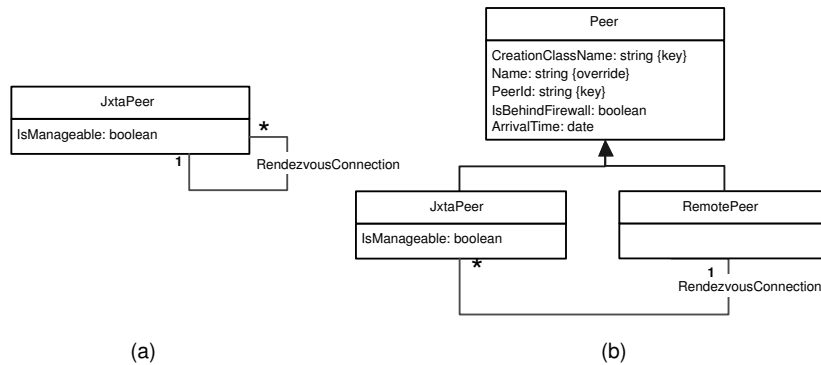 JxtaPeer
IsManageable: boolean
*
1
RendezvousConnection
(a)
Peer
CreationClassName: string {key}
Name: string {override}
PeerId: string {key}
IsBehindFirewall: boolean
ArrivalTime: date
JxtaPeer
IsManageable: boolean
*
RemotePeer
1
RendezvousConnection
(b)